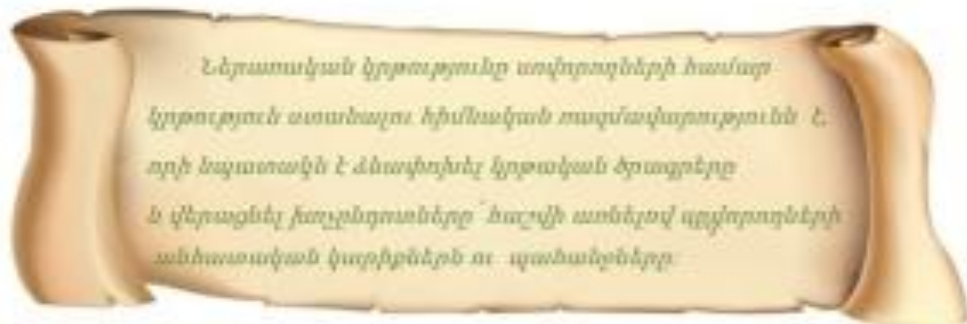 Ներառական կրթությունը սովորողների համար
կրթություն ստանալու հիմնական ռազմավարությունն է,
որի նպատակն է ձևափոխել կրթական ծրագրերը
և վերացնել խոչընդոտները՝ հաշվի առնելով սովորողների
անհատական կարիքներն ու պահանջները: